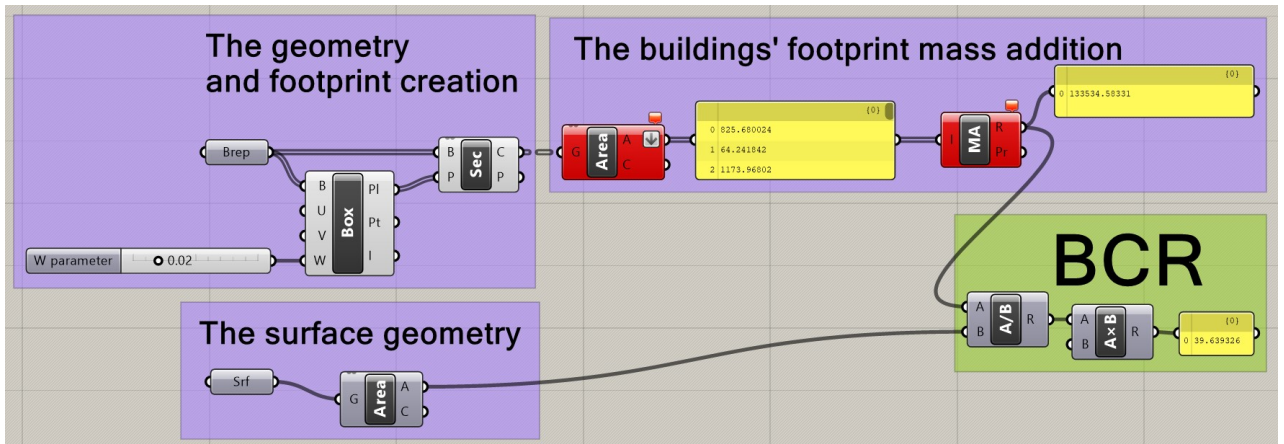 The geometry
and footprint creation
Brep
B
P
Sec
C
P
B
U
V
W
Box
Pl
Pt
I
W parameter
0.02
The buildings' footprint mass addition
G
Area
A
C
{0}
0 825.680024
1 64.241842
2 1173.96802
I
MA
R
Pr
{0}
0 133534.58331
The surface geometry
Srf
G
Area
A
C
BCR
A
B
A/B
R
A
B
A×B
R
{0}
0 39.639326